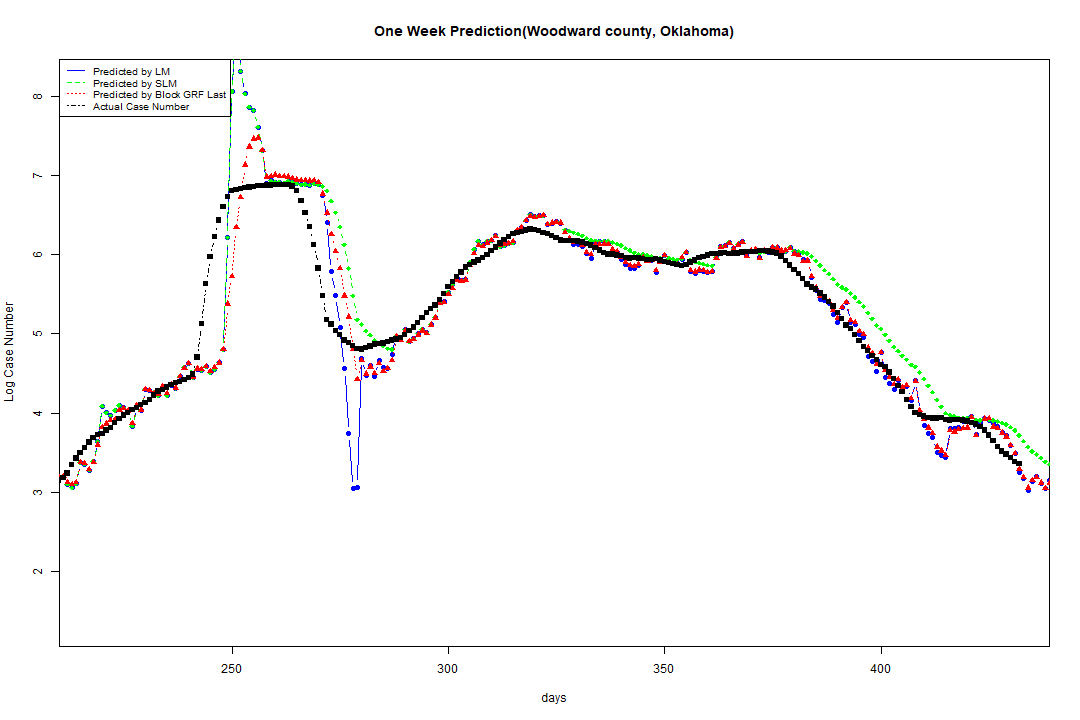 One Week Prediction(Woodward county, Oklahoma)
Predicted by LM
Predicted by SLM
Predicted by Block GRF Last
Actual Case Number
8
7
6
5
4
3
2
Log Case Number
250 300 350 400
days